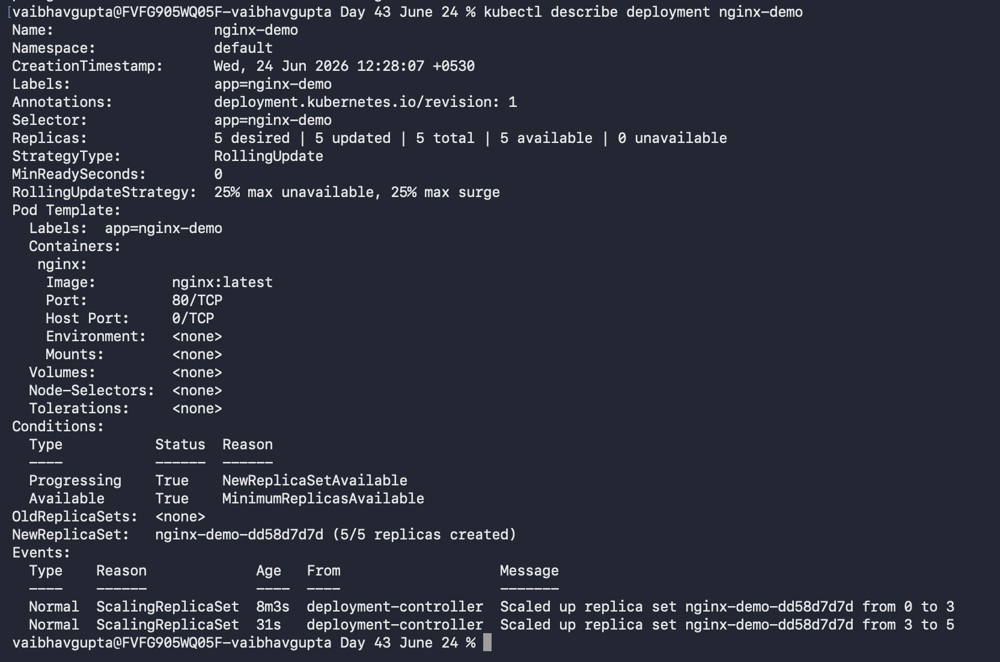 [vaibhavgupta@FVFG905WQ05F-vaibhavgupta Day 43 June 24 % kubectl describe deployment nginx-demo
Name:                   nginx-demo
Namespace:              default
CreationTimestamp:      Wed, 24 Jun 2026 12:28:07 +0530
Labels:                 app=nginx-demo
Annotations:            deployment.kubernetes.io/revision: 1
Selector:               app=nginx-demo
Replicas:               5 desired | 5 updated | 5 total | 5 available | 0 unavailable
StrategyType:           RollingUpdate
MinReadySeconds:        0
RollingUpdateStrategy:  25% max unavailable, 25% max surge
Pod Template:
  Labels:  app=nginx-demo
  Containers:
   nginx:
    Image:         nginx:latest
    Port:          80/TCP
    Host Port:     0/TCP
    Environment:   <none>
    Mounts:        <none>
  Volumes:         <none>
  Node-Selectors:  <none>
  Tolerations:     <none>
Conditions:
  Type           Status  Reason
  ----           ------  ------
  Progressing    True    NewReplicaSetAvailable
  Available      True    MinimumReplicasAvailable
OldReplicaSets:  <none>
NewReplicaSet:   nginx-demo-dd58d7d7d (5/5 replicas created)
Events:
  Type    Reason             Age   From                   Message
  ----    ------             ----  ----                   -------
  Normal  ScalingReplicaSet  8m3s  deployment-controller  Scaled up replica set nginx-demo-dd58d7d7d from 0 to 3
  Normal  ScalingReplicaSet  31s   deployment-controller  Scaled up replica set nginx-demo-dd58d7d7d from 3 to 5
vaibhavgupta@FVFG905WQ05F-vaibhavgupta Day 43 June 24 %